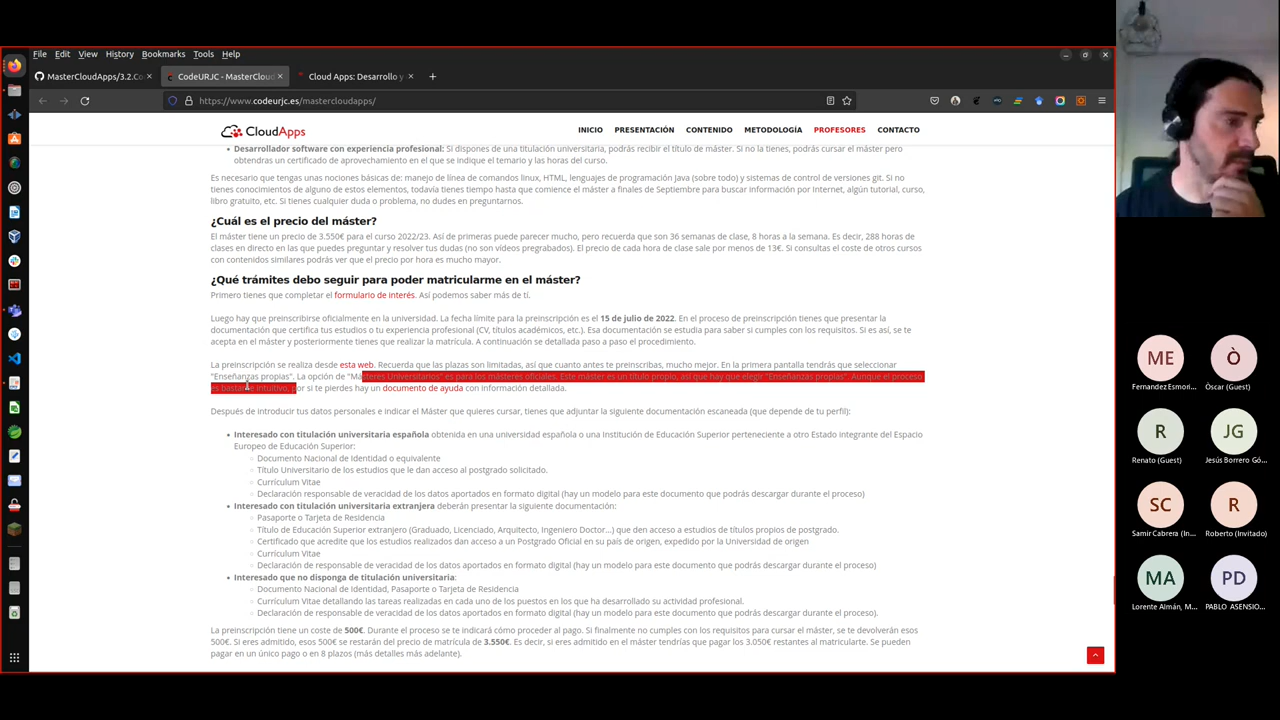 File Edit View History Bookmarks Tools Help
MasterCloudApps/3.2.Co
CodeURJC - MasterCloud
Cloud Apps: Desarrollo y
https://www.codeurjc.es/mastercloudapps/
CloudApps
INICIO PRESENTACIÓN CONTENIDO METODOLOGÍA PROFESORES CONTACTO
Desarrollador software con experiencia profesional: Si dispones de una titulación universitaria, podrás recibir el título de máster. Si no la tienes, podrás cursar el máster pero
obtendras un certificado de aprovechamiento en el que se indique el temario y las horas del curso.
Es necesario que tengas una nociones básicas de: manejo de línea de comandos linux, HTML, lenguajes de programación Java (sobre todo) y sistemas de control de versiones git. Si no
tienes conocimientos de alguno de estos elementos, todavía tienes tiempo hasta que comience el máster a finales de Septiembre para buscar información por Internet, algún tutorial, curso,
libro gratuito, etc. Si tienes cualquier duda o problema, no dudes en preguntarnos.
¿Cuál es el precio del máster?
El máster tiene un precio de 3.550€ para el curso 2022/23. Así de primeras puede parecer mucho, pero recuerda que son 36 semanas de clase, 8 horas a la semana. Es decir, 288 horas de
clases en directo en las que puedes preguntar y resolver tus dudas (no son vídeos pregrabados). El precio de cada hora de clase sale por menos de 13€. Si consultas el coste de otros cursos
con contenidos similares podrás ver que el precio por hora es mucho mayor.
¿Qué trámites debo seguir para poder matricularme en el máster?
Primero tienes que completar el formulario de interés. Así podemos saber más de tí.
Luego hay que preinscribirse oficialmente en la universidad. La fecha límite para la preinscripción es el 15 de julio de 2022. En el proceso de preinscripción tienes que presentar la
documentación que certifica tus estudios o tu experiencia profesional (CV, títulos académicos, etc.). Esa documentación se estudia para saber si cumples con los requisitos. Si es así, se te
acepta en el máster y posteriormente tienes que realizar la matrícula. A continuación se detallada paso a paso el procedimiento.
La preinscripción se realiza desde esta web. Recuerda que las plazas son limitadas, así que cuanto antes te preinscribas, mucho mejor. En la primera pantalla tendrás que seleccionar
"Enseñanzas propias". La opción de "Másteres Universitarios" es para los másteres oficiales. Este máster es un título propio, así que hay que elegir "Enseñanzas propias". Aunque el proceso
es bastante intuitivo, por si te pierdes hay un documento de ayuda con información detallada.
Después de introducir tus datos personales e indicar el Máster que quieres cursar, tienes que adjuntar la siguiente documentación escaneada (que depende de tu perfil):
Interesado con titulación universitaria española obtenida en una universidad española o una Institución de Educación Superior perteneciente a otro Estado integrante del Espacio
Europeo de Educación Superior:
Documento Nacional de Identidad o equivalente
Título Universitario de los estudios que le dan acceso al postgrado solicitado.
Currículum Vitae
Declaración responsable de veracidad de los datos aportados en formato digital (hay un modelo para este documento que podrás descargar durante el proceso)
Interesado con titulación universitaria extranjera deberán presentar la siguiente documentación:
Pasaporte o Tarjeta de Residencia
Título de Educación Superior extranjero (Graduado, Licenciado, Arquitecto, Ingeniero Doctor...) que den acceso a estudios de títulos propios de postgrado.
Certificado que acredite que los estudios realizados dan acceso a un Postgrado Oficial en su país de origen, expedido por la Universidad de origen
Currículum Vitae
Declaración de responsable de veracidad de los datos aportados en formato digital (hay un modelo para este documento que podrás descargar durante el proceso)
Interesado que no disponga de titulación universitaria:
Documento Nacional de Identidad, Pasaporte o Tarjeta de Residencia
Currículum Vitae detallando las tareas realizadas en cada uno de los puestos en los que ha desarrollado su actividad profesional.
Declaración de responsable de veracidad de los datos aportados en formato digital (hay un modelo para este documento que podrás descargar durante el proceso).
La preinscripción tiene un coste de 500€. Durante el proceso se te indicará cómo proceder al pago. Si finalmente no cumples con los requisitos para cursar el máster, se te devolverán esos
500€. Si eres admitido, esos 500€ se restarán del precio de matrícula de 3.550€. Es decir, si eres admitido en el máster tendrías que pagar los 3.050€ restantes al matricularte. Se pueden
pagar en un único pago o en 8 plazos (más detalles más adelante).
ME Ò
Fernandez Esmori... Òscar (Guest)
R JG
Renato (Guest) Jesús Borrero Gó...
SC R
Samir Cabrera (In... Roberto (Invitado)
MA PD
Lorente Almán, M... PABLO ASENSIO...